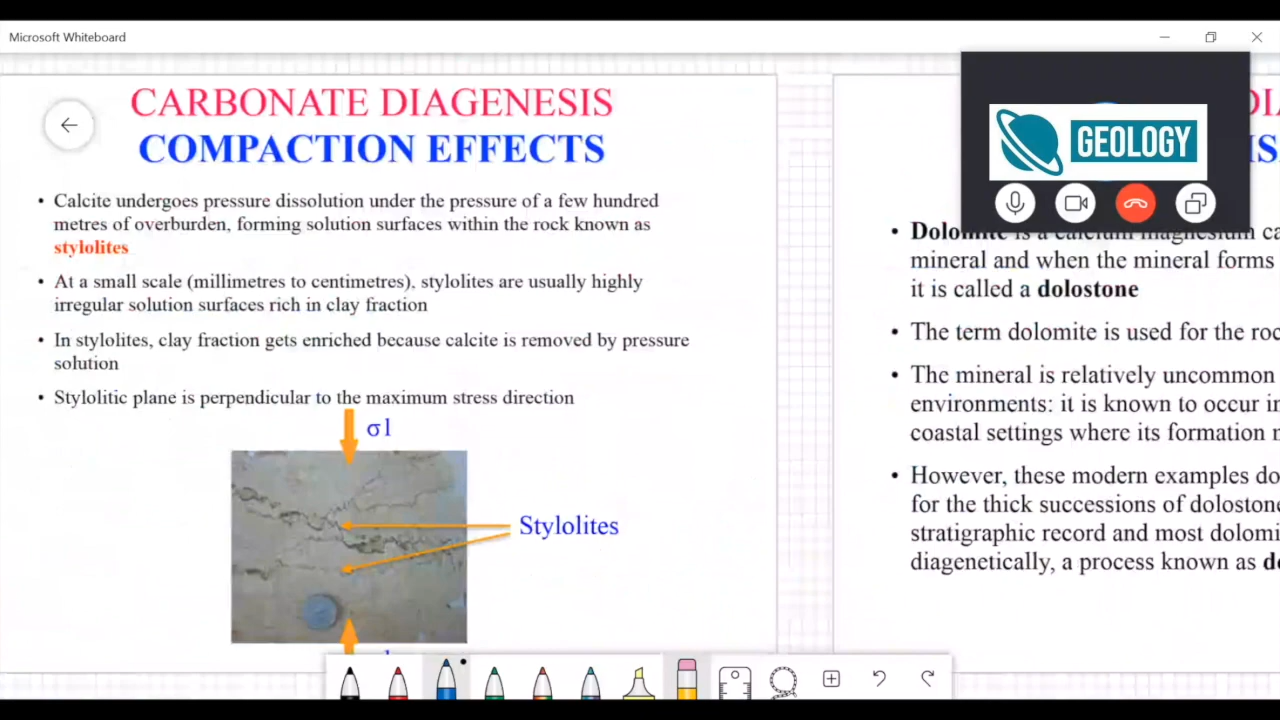 Microsoft Whiteboard
CARBONATE DIAGENESIS
COMPACTION EFFECTS
• Calcite undergoes pressure dissolution under the pressure of a few hundred
metres of overburden, forming solution surfaces within the rock known as
stylolites
• At a small scale (millimetres to centimetres), stylolites are usually highly
irregular solution surfaces rich in clay fraction
• In stylolites, clay fraction gets enriched because calcite is removed by pressure
solution
• Stylolitic plane is perpendicular to the maximum stress direction
σ1
Stylolites
GEOLOGY
• Dolomite is a calcium magnesium
mineral and when the mineral forms
it is called a dolostone
• The term dolomite is used for the
• The mineral is relatively uncommon
environments: it is known to occur
coastal settings where its formation
• However, these modern examples do
for the thick successions of
stratigraphic record and most
diagenetically, a process known as